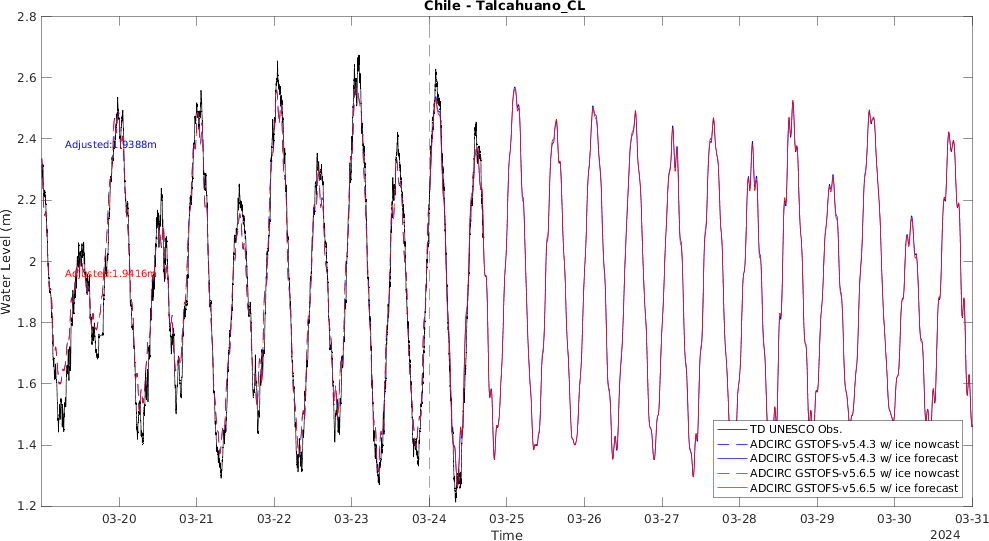 Chile - Talcahuano_CL
2.8
2.6
2.4
2.2
2
1.8
1.6
1.4
1.2
Water Level (m)
Adjusted:1.9388m
Adjusted:1.9416m
TD UNESCO Obs.
ADCIRC GSTOFS-v5.4.3 w/ ice nowcast
ADCIRC GSTOFS-v5.4.3 w/ ice forecast
ADCIRC GSTOFS-v5.6.5 w/ ice nowcast
ADCIRC GSTOFS-v5.6.5 w/ ice forecast
03-20 03-21 03-22 03-23 03-24 03-25 03-26 03-27 03-28 03-29 03-30 03-31
Time
2024